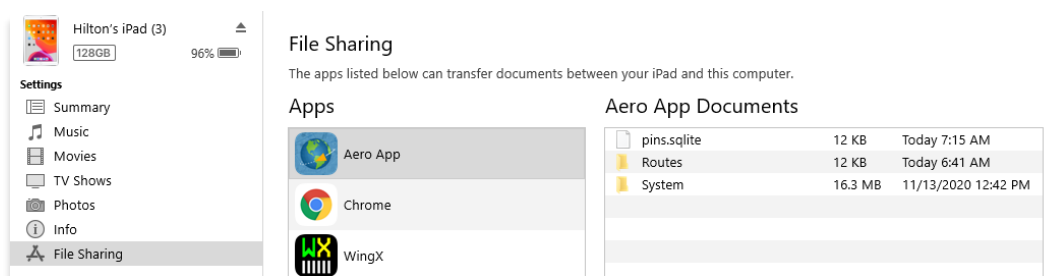 Hilton's iPad (3)
128GB
96%
Settings
Summary
Music
Movies
TV Shows
Photos
Info
File Sharing
File Sharing
The apps listed below can transfer documents between your iPad and this computer.
Apps
Aero App
Chrome
WX
WingX
Aero App Documents
pins.sqlite 12 KB Today 7:15 AM
Routes 12 KB Today 6:41 AM
System 16.3 MB 11/13/2020 12:42 PM